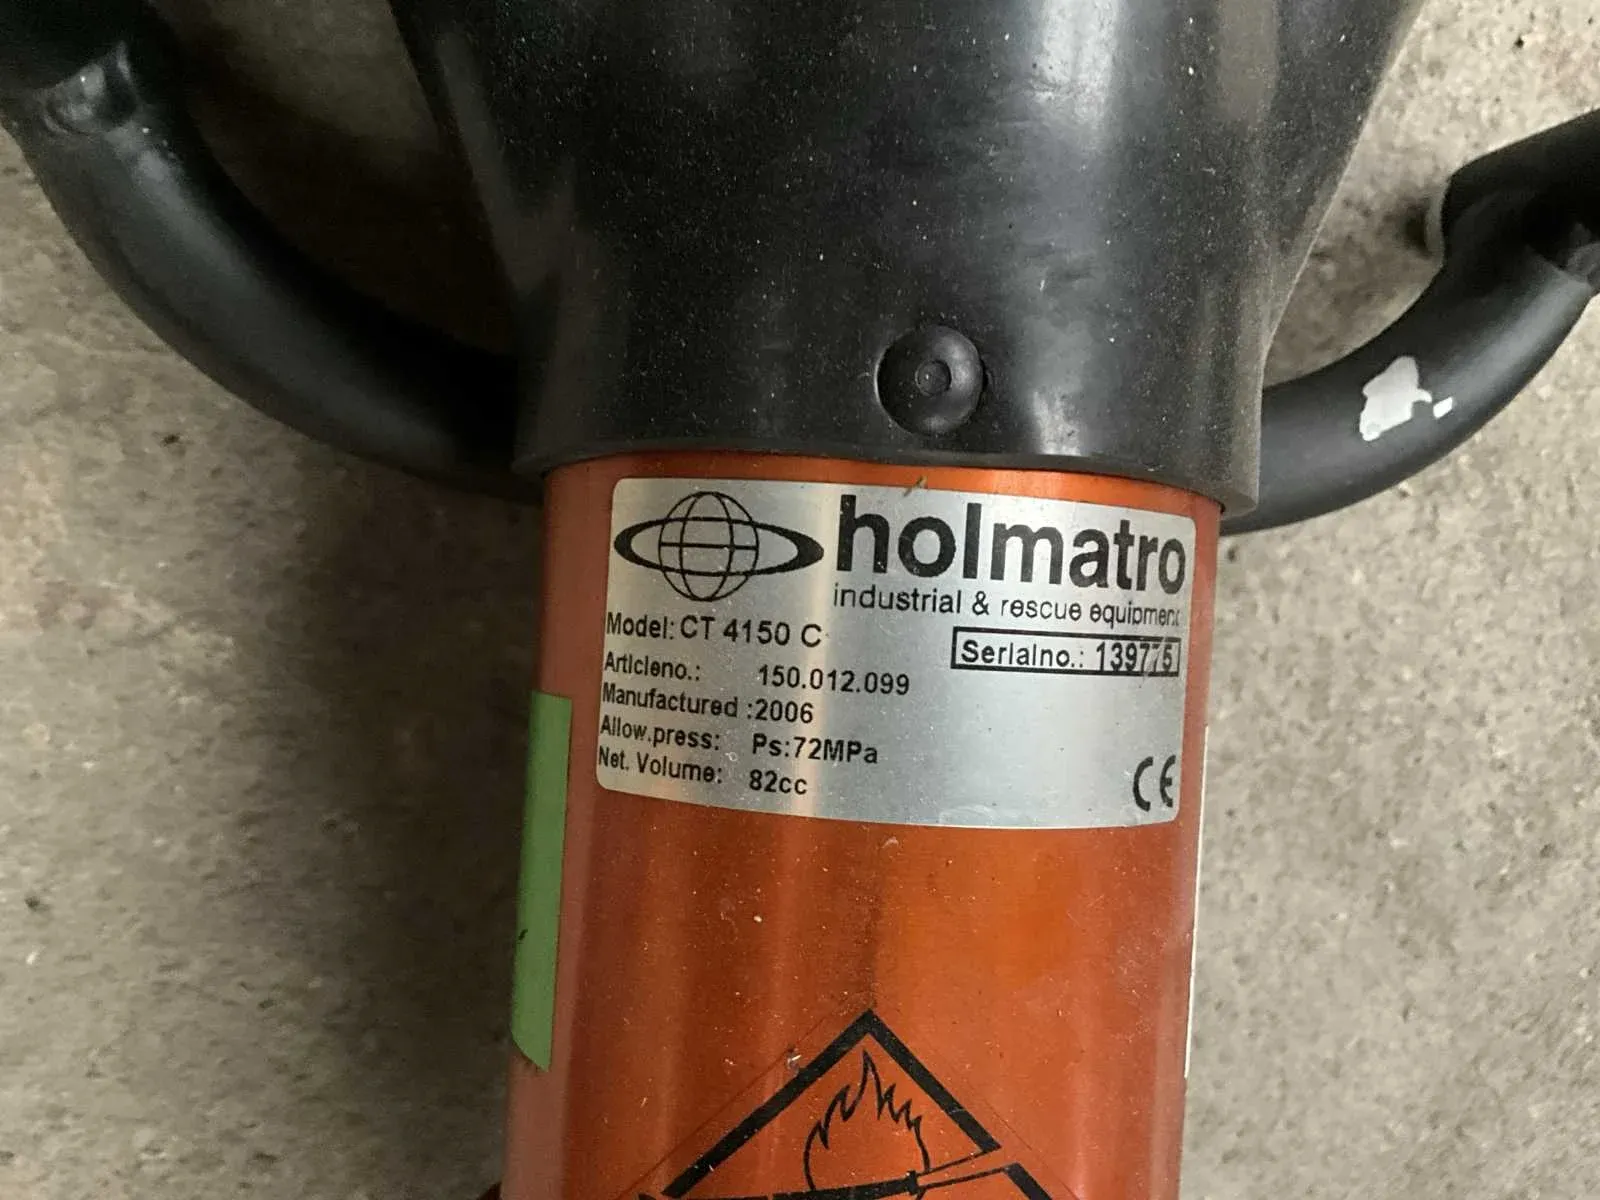 holmatro
industrial & rescue equipment
Model: CT 4150 C
Serialno.: 139775
Articleno.: 150.012.099
Manufactured :2006
Allow.press: Ps:72MPa
Net. Volume: 82cc
CE